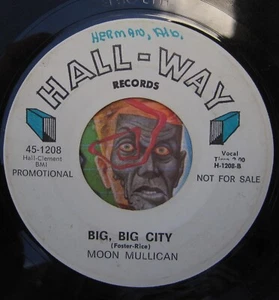 HERMAN,
HALL-WAY
RECORDS
45-1208
Hall-Clement
BMI
PROMOTIONAL
Vocal
Time
H-1208-B
NOT FOR SALE
BIG, BIG CITY
(Foster-Rice)
MOON MULLICAN